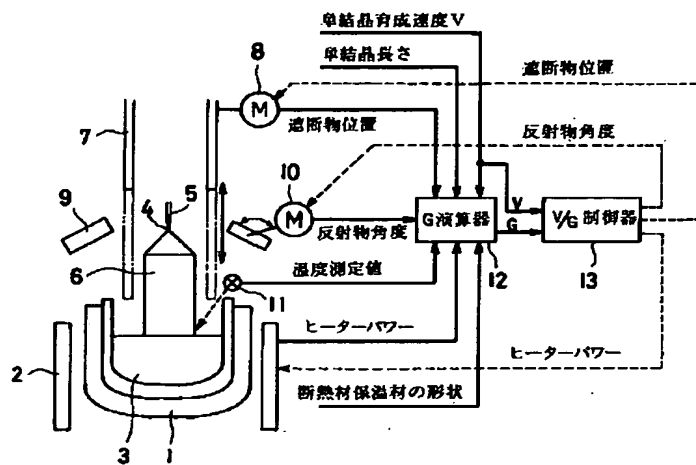 単結晶育成速度V
単結晶長さ
8
M
遮断物位置
遮断物位置
7
反射物角度
10
5
4
9
M
反射物角度
V
G
G演算器
V/G制御器
12
13
6
温度測定値
11
ヒーターパワー
ヒーターパワー
2
断熱材保温材の形状
3
1